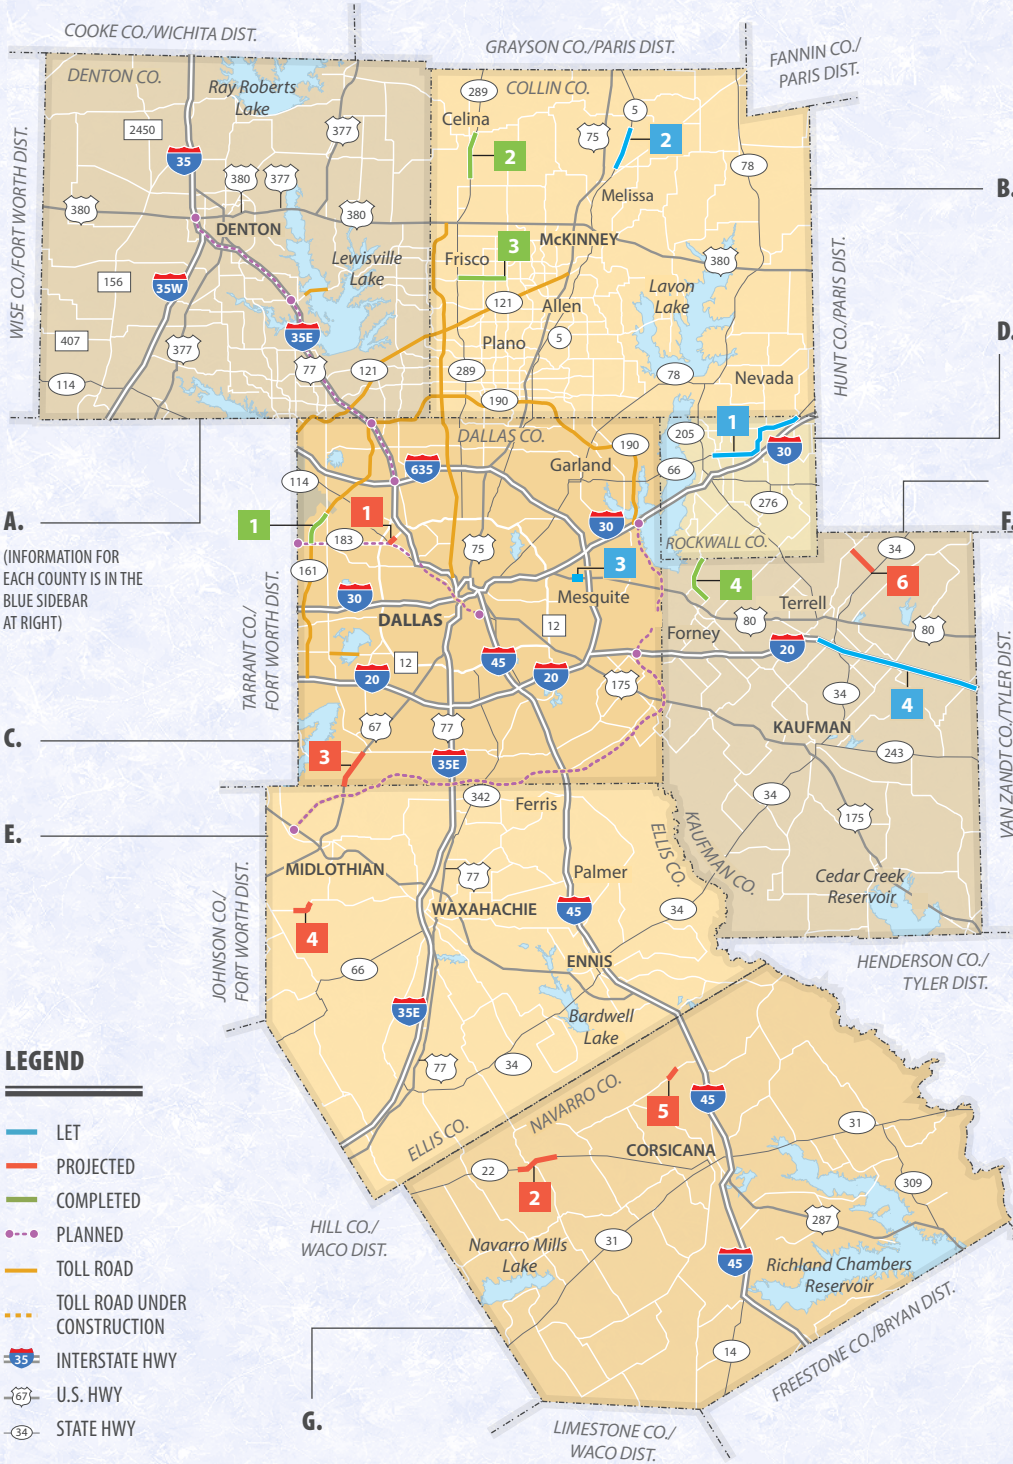 COOKE CO./WICHITA DIST.
GRAYSON CO./PARIS DIST.
FANNIN CO./
PARIS DIST.
DENTON CO.
Ray Roberts
Lake
COLLIN CO.
289
Celina
5
2450
377
75
2
2
35
78
Melissa
380
377
380
380
B.
DENTON
McKINNEY
3
WISE CO./FORT WORTH DIST.
Lewisville
Lake
Frisco
380
HUNT CO./PARIS DIST.
156
35W
Lavon
Lake
121
Allen
35E
407
377
Plano
5
D.
77
121
289
78
Nevada
114
190
DALLAS CO.
205
1
190
30
635
Garland
66
114
276
A.
1
1
30
F.
(INFORMATION FOR
EACH COUNTY IS IN THE
BLUE SIDEBAR
AT RIGHT)
183
75
ROCKWALL CO.
34
161
3
4
6
30
Mesquite
Terrell
DALLAS
12
80
80
Forney
TARRANT CO./
FORT WORTH DIST.
12
45
20
20
20
175
34
4
VAN ZANDT CO./TYLER DIST.
67
77
KAUFMAN
C.
3
35E
243
342
Ferris
34
E.
175
ELLIS CO.
KAUFMAN CO.
MIDLOTHIAN
77
Palmer
Cedar Creek
Reservoir
WAXAHACHIE
45
34
4
JOHNSON CO./
FORT WORTH DIST.
66
ENNIS
HENDERSON CO./
TYLER DIST.
35E
Bardwell
Lake
LEGEND
77
34
NAVARRO CO.
5
45
LET
ELLIS CO.
31
PROJECTED
CORSICANA
22
COMPLETED
2
309
PLANNED
HILL CO./
WACO DIST.
287
31
TOLL ROAD
Navarro Mills
Lake
45
Richland Chambers
Reservoir
TOLL ROAD UNDER
CONSTRUCTION
35
INTERSTATE HWY
14
FREESTONE CO./BRYAN DIST.
67
U.S. HWY
G.
34
STATE HWY
LIMESTONE CO./
WACO DIST.